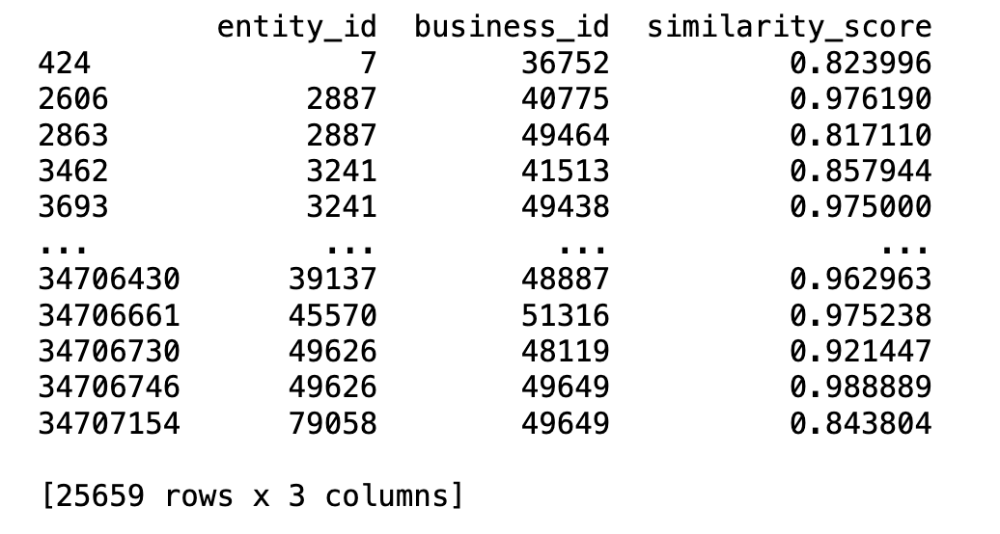 entity_id business_id similarity_score
424 7 36752 0.823996
2606 2887 40775 0.976190
2863 2887 49464 0.817110
3462 3241 41513 0.857944
3693 3241 49438 0.975000
... ... ... ...
34706430 39137 48887 0.962963
34706661 45570 51316 0.975238
34706730 49626 48119 0.921447
34706746 49626 49649 0.988889
34707154 79058 49649 0.843804
[25659 rows x 3 columns]